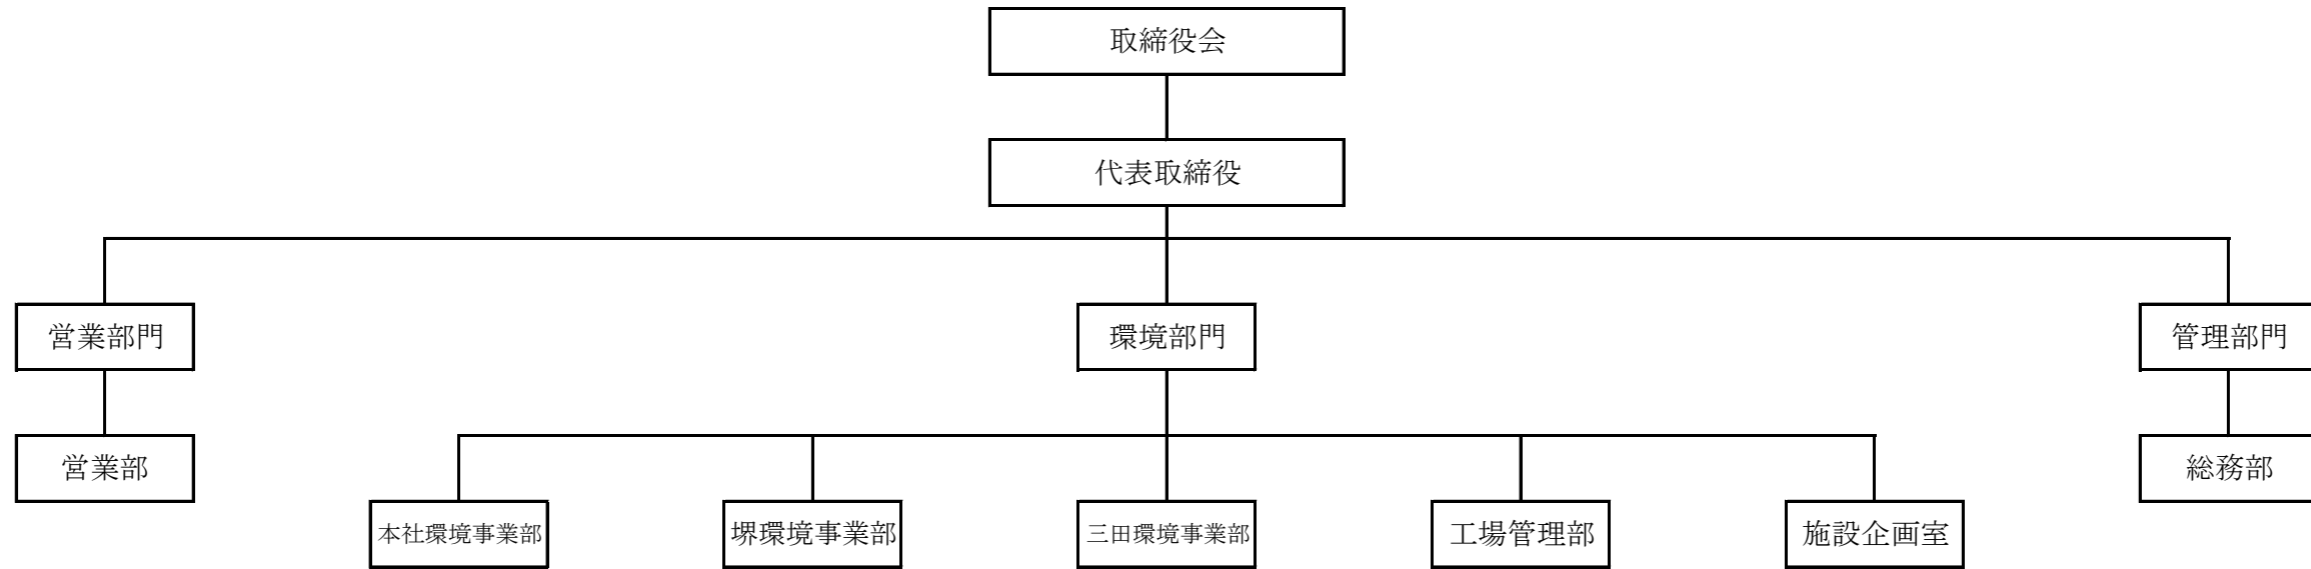 取締役会
代表取締役
営業部門
環境部門
管理部門
営業部
総務部
本社環境事業部
堺環境事業部
三田環境事業部
工場管理部
施設企画室